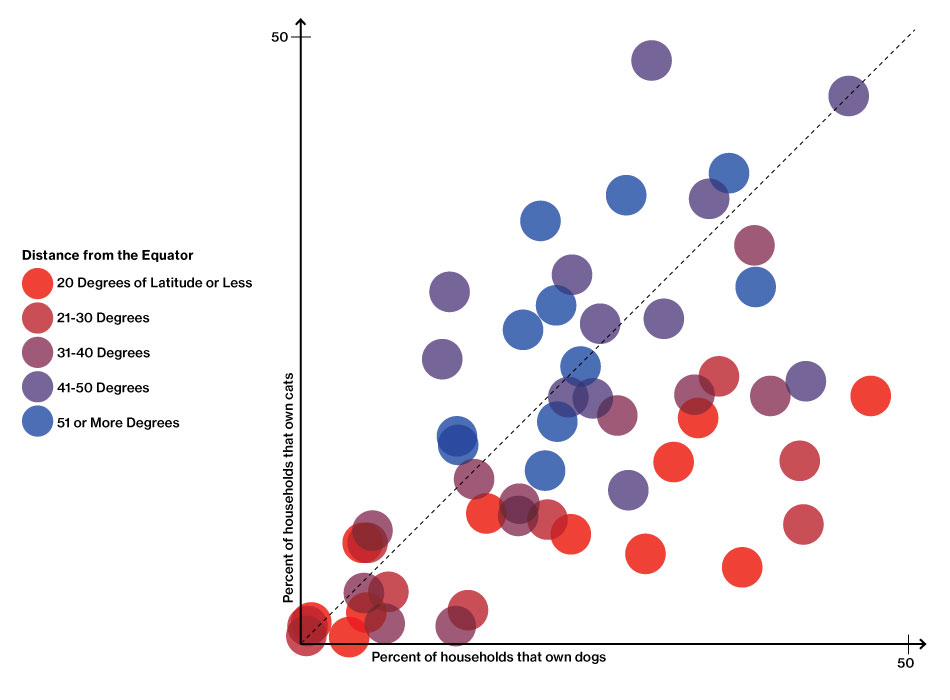 50
Distance from the Equator
20 Degrees of Latitude or Less
21-30 Degrees
31-40 Degrees
41-50 Degrees
51 or More Degrees
Percent of households that own cats
Percent of households that own dogs
50